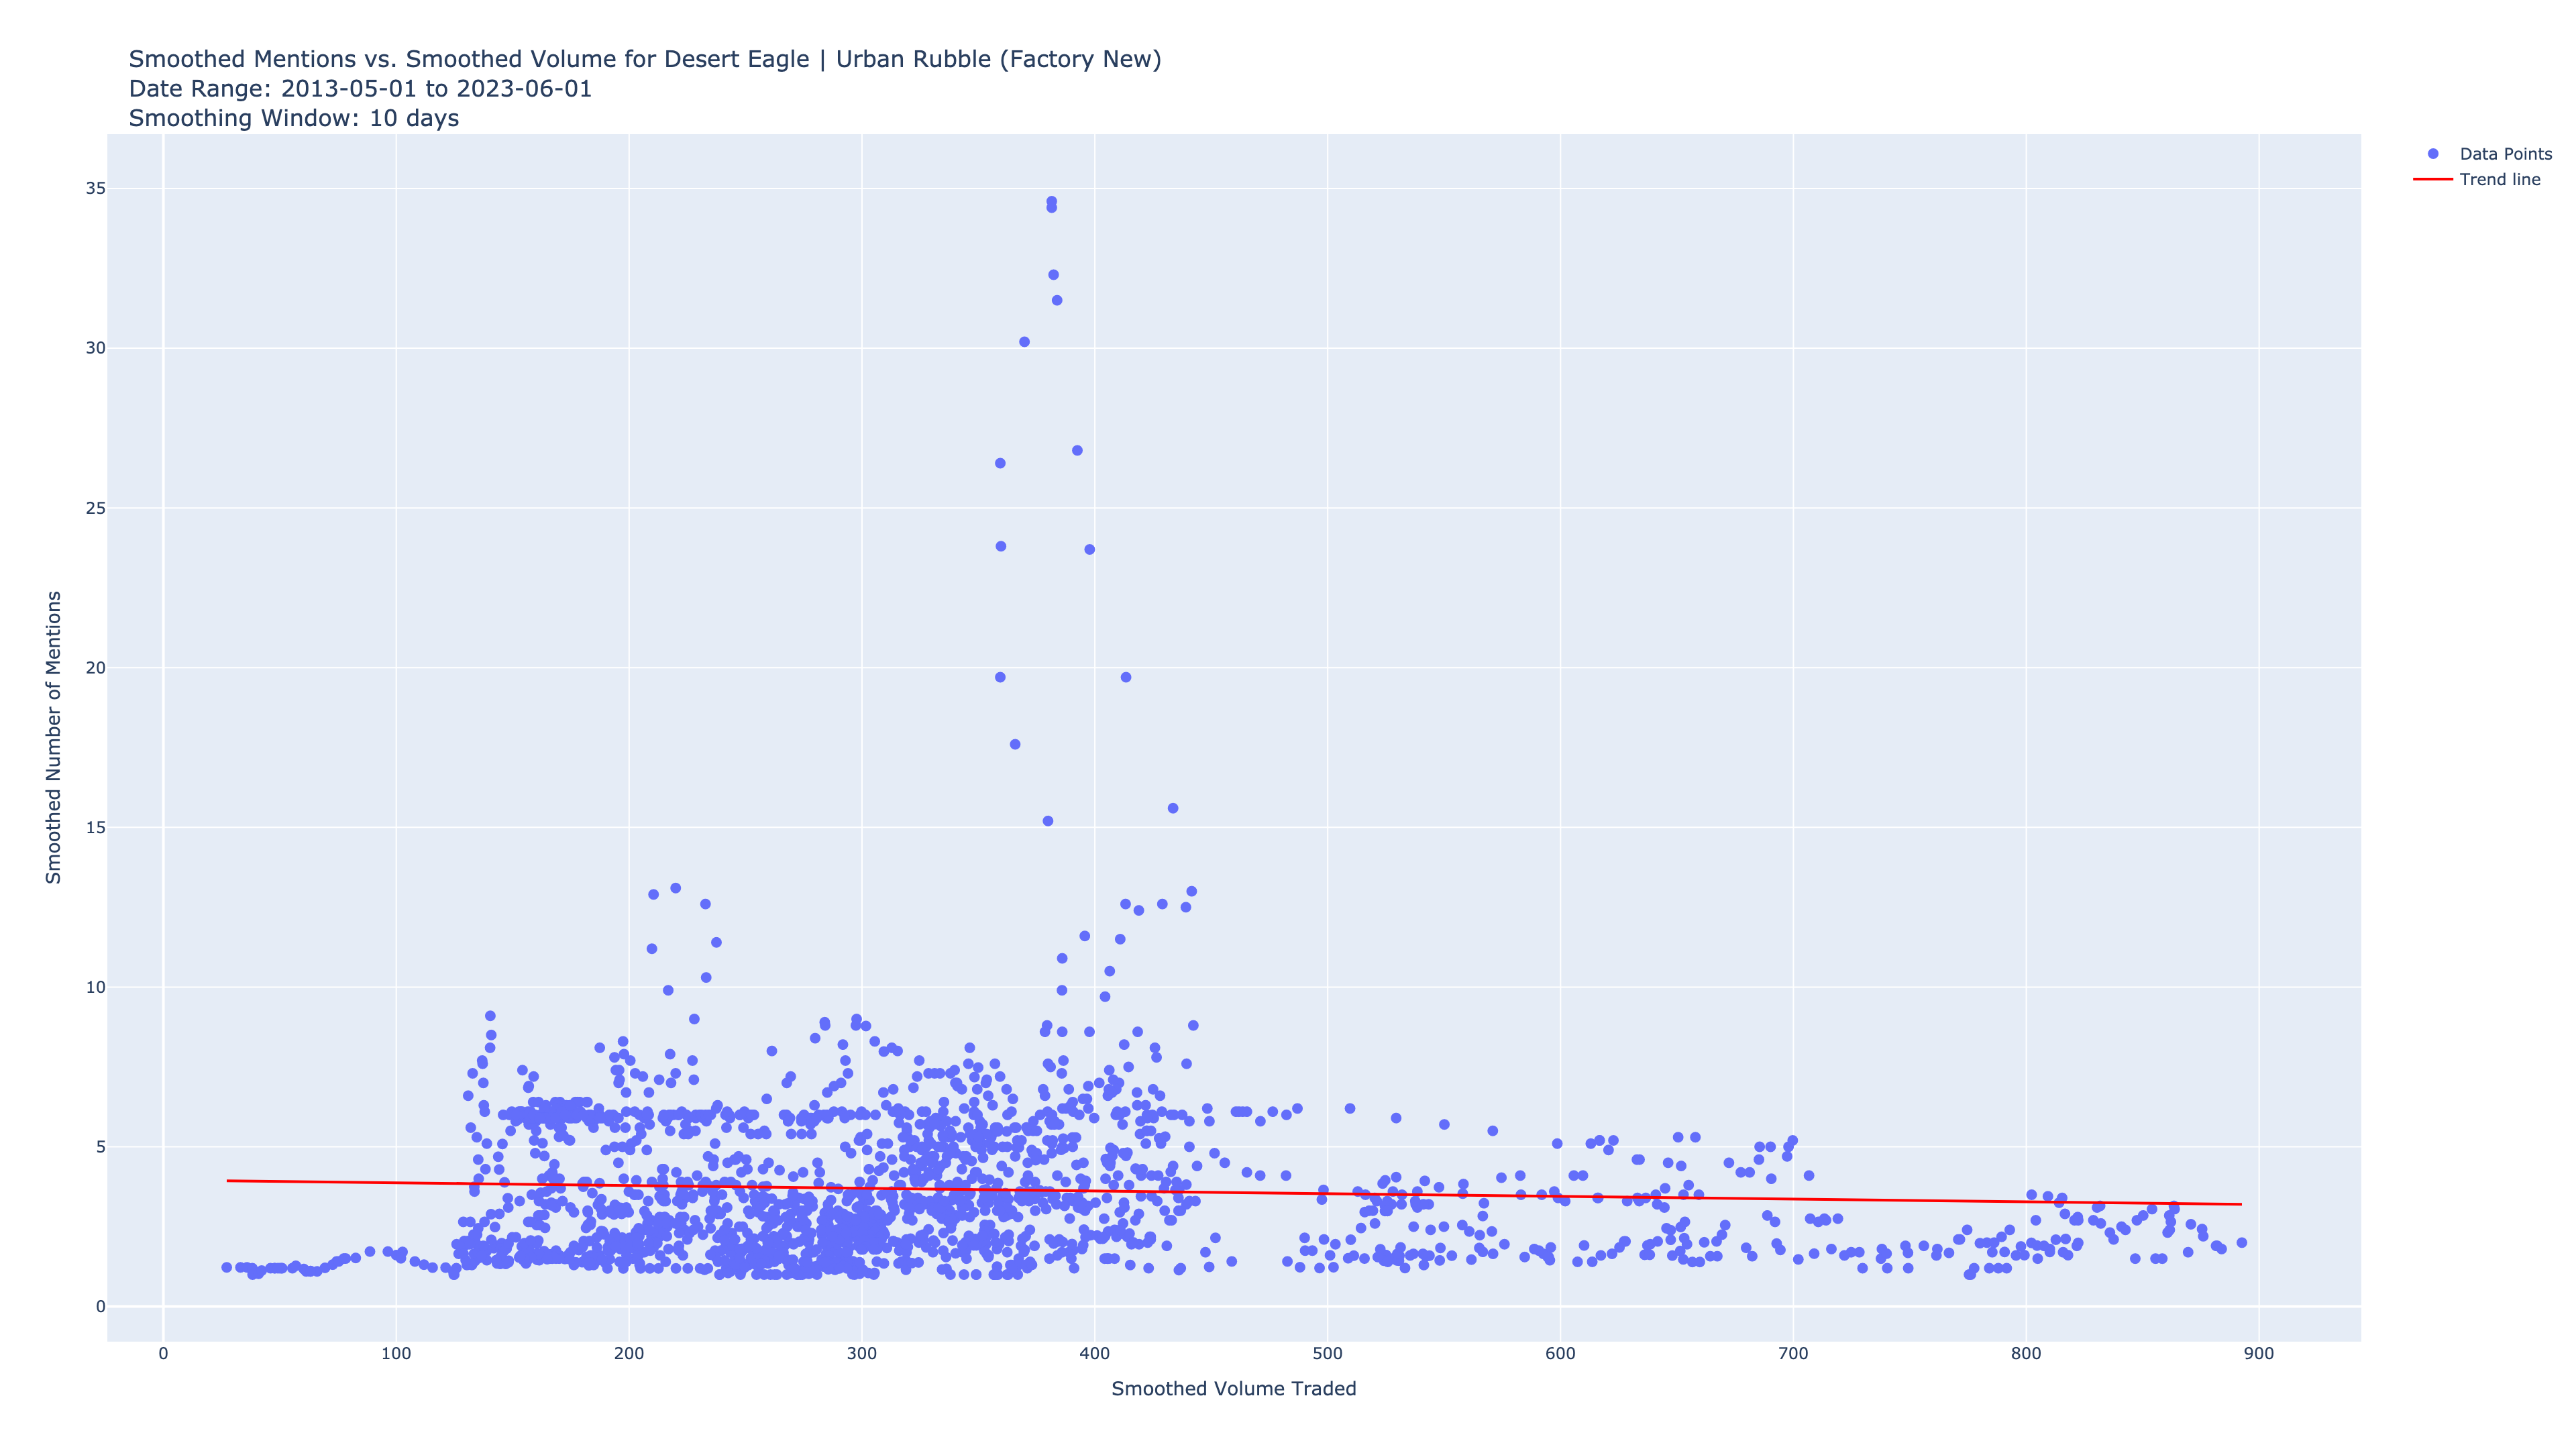 Smoothed Mentions vs. Smoothed Volume for Desert Eagle | Urban Rubble (Factory New)
Date Range: 2013-05-01 to 2023-06-01
Smoothing Window: 10 days
Data Points
Trend line
35
30
25
20
15
10
5
0
Smoothed Number of Mentions
0 100 200 300 400 500 600 700 800 900
Smoothed Volume Traded